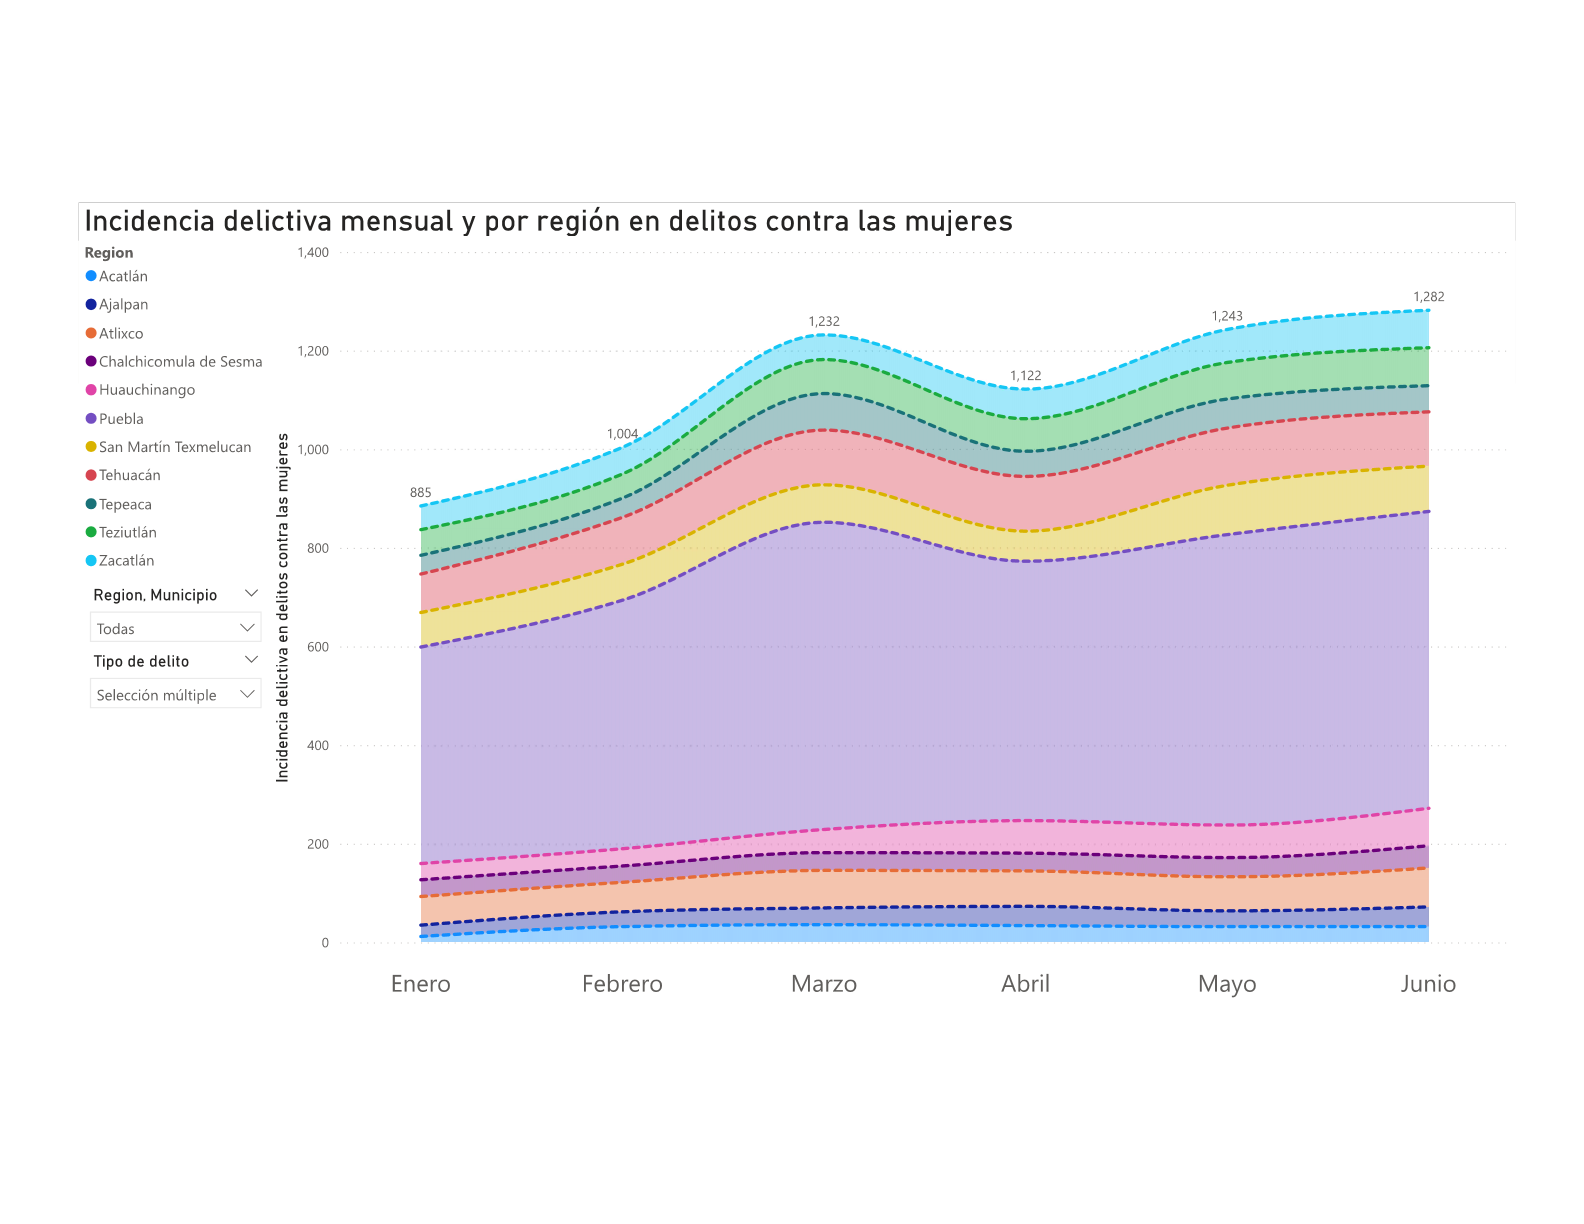 Incidencia delictiva mensual y por región en delitos contra las mujeres
Region
Acatlán
Ajalpan
Atlixco
Chalchicomula de Sesma
Huauchinango
Puebla
San Martín Texmelucan
Tehuacán
Tepeaca
Teziutlán
Zacatlán
Region, Municipio
Todas
Tipo de delito
Selección múltiple
Incidencia delictiva en delitos contra las mujeres
1,400
1,200
1,000
800
600
400
200
0
885
1,004
1,232
1,122
1,243
1,282
Enero
Febrero
Marzo
Abril
Mayo
Junio